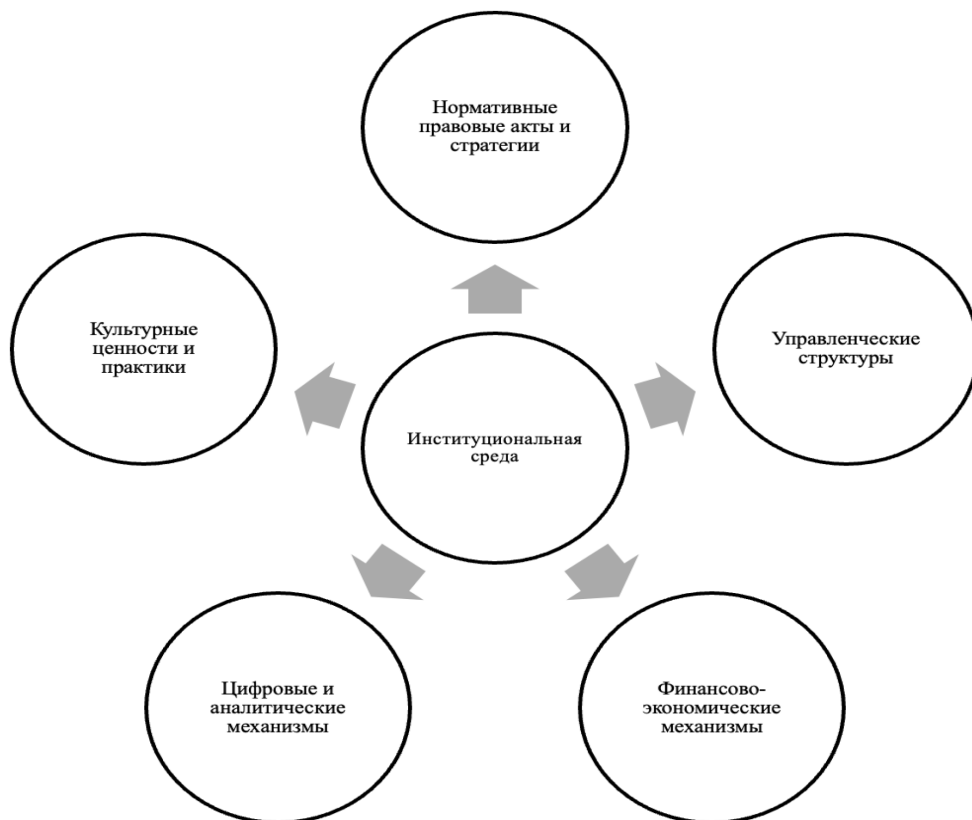 Нормативные
правовые акты и
стратегии
Культурные
ценности и
практики
Управленческие
структуры
Институциональная
среда
Цифровые и
аналитические
механизмы
Финансово-
экономические
механизмы